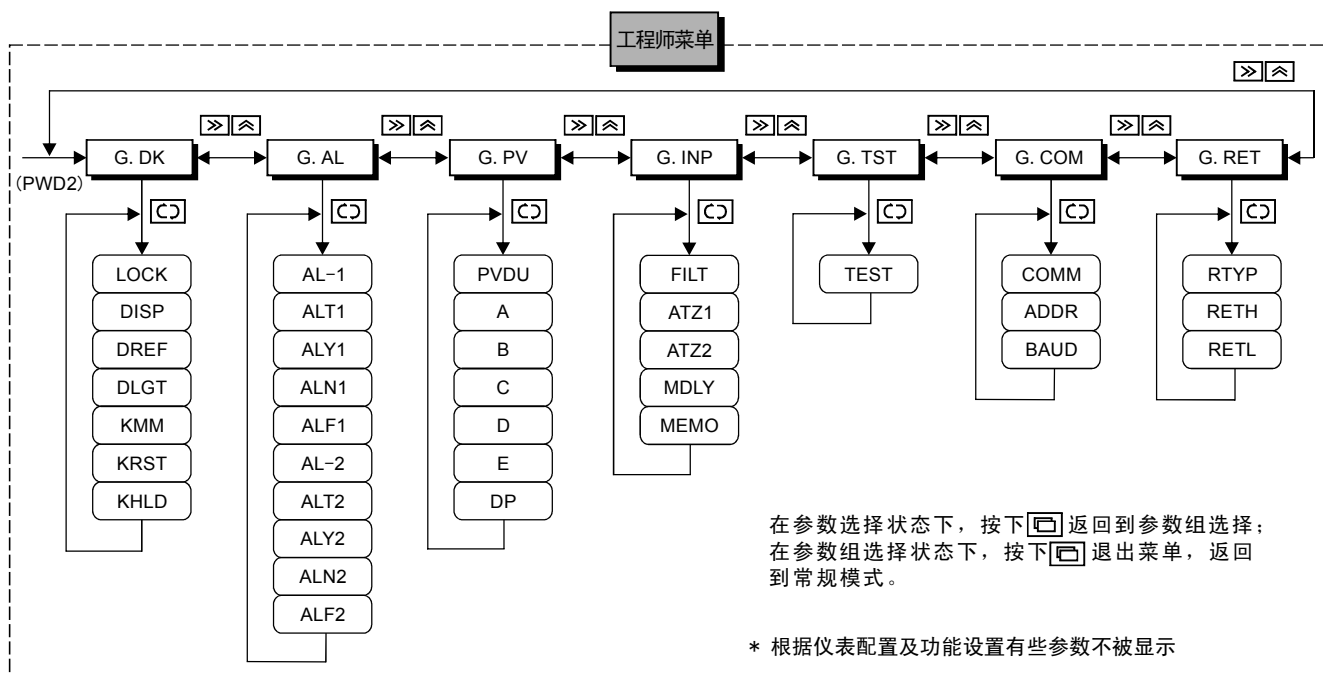 工程师菜单
(PWD2)
G. DK
G. AL
G. PV
G. INP
G. TST
G. COM
G. RET
LOCK
DISP
DREF
DLGT
KMM
KRST
KHLD
AL-1
ALT1
ALY1
ALN1
ALF1
AL-2
ALT2
ALY2
ALN2
ALF2
PVDU
A
B
C
D
E
DP
FILT
ATZ1
ATZ2
MDLY
MEMO
TEST
COMM
ADDR
BAUD
RTYP
RETH
RETL
在参数选择状态下，按下返回到参数组选择；
在参数组选择状态下，按下退出菜单，返回
到常规模式。
* 根据仪表配置及功能设置有些参数不被显示